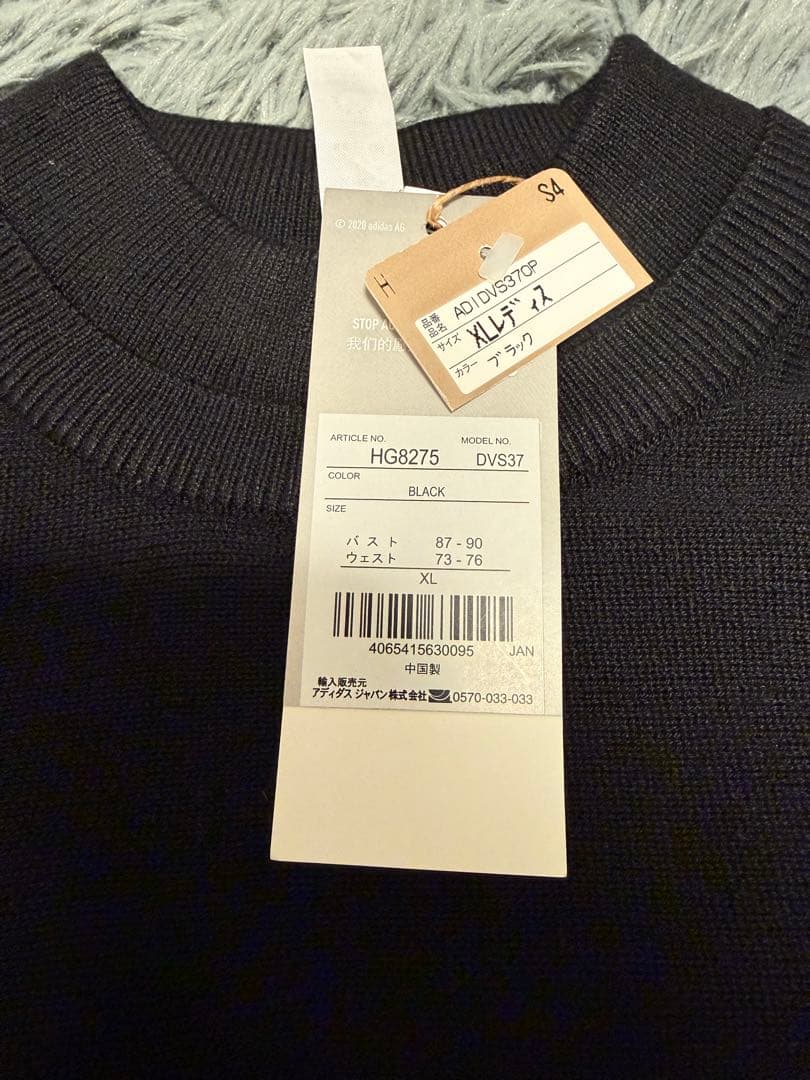 © 2020 adidas AG
S4
H
品番
品名 ADIDVS370P
サイズ XLレディス
カラー ブラック
STOP
我们的
ARTICLE NO. MODEL NO.
HG8275 DVS37
COLOR
BLACK
SIZE
バスト 87 - 90
ウェスト 73 - 76
XL
4065415630095 JAN
中国製
輸入販売元
アディダス ジャパン株式会社 0570-033-033